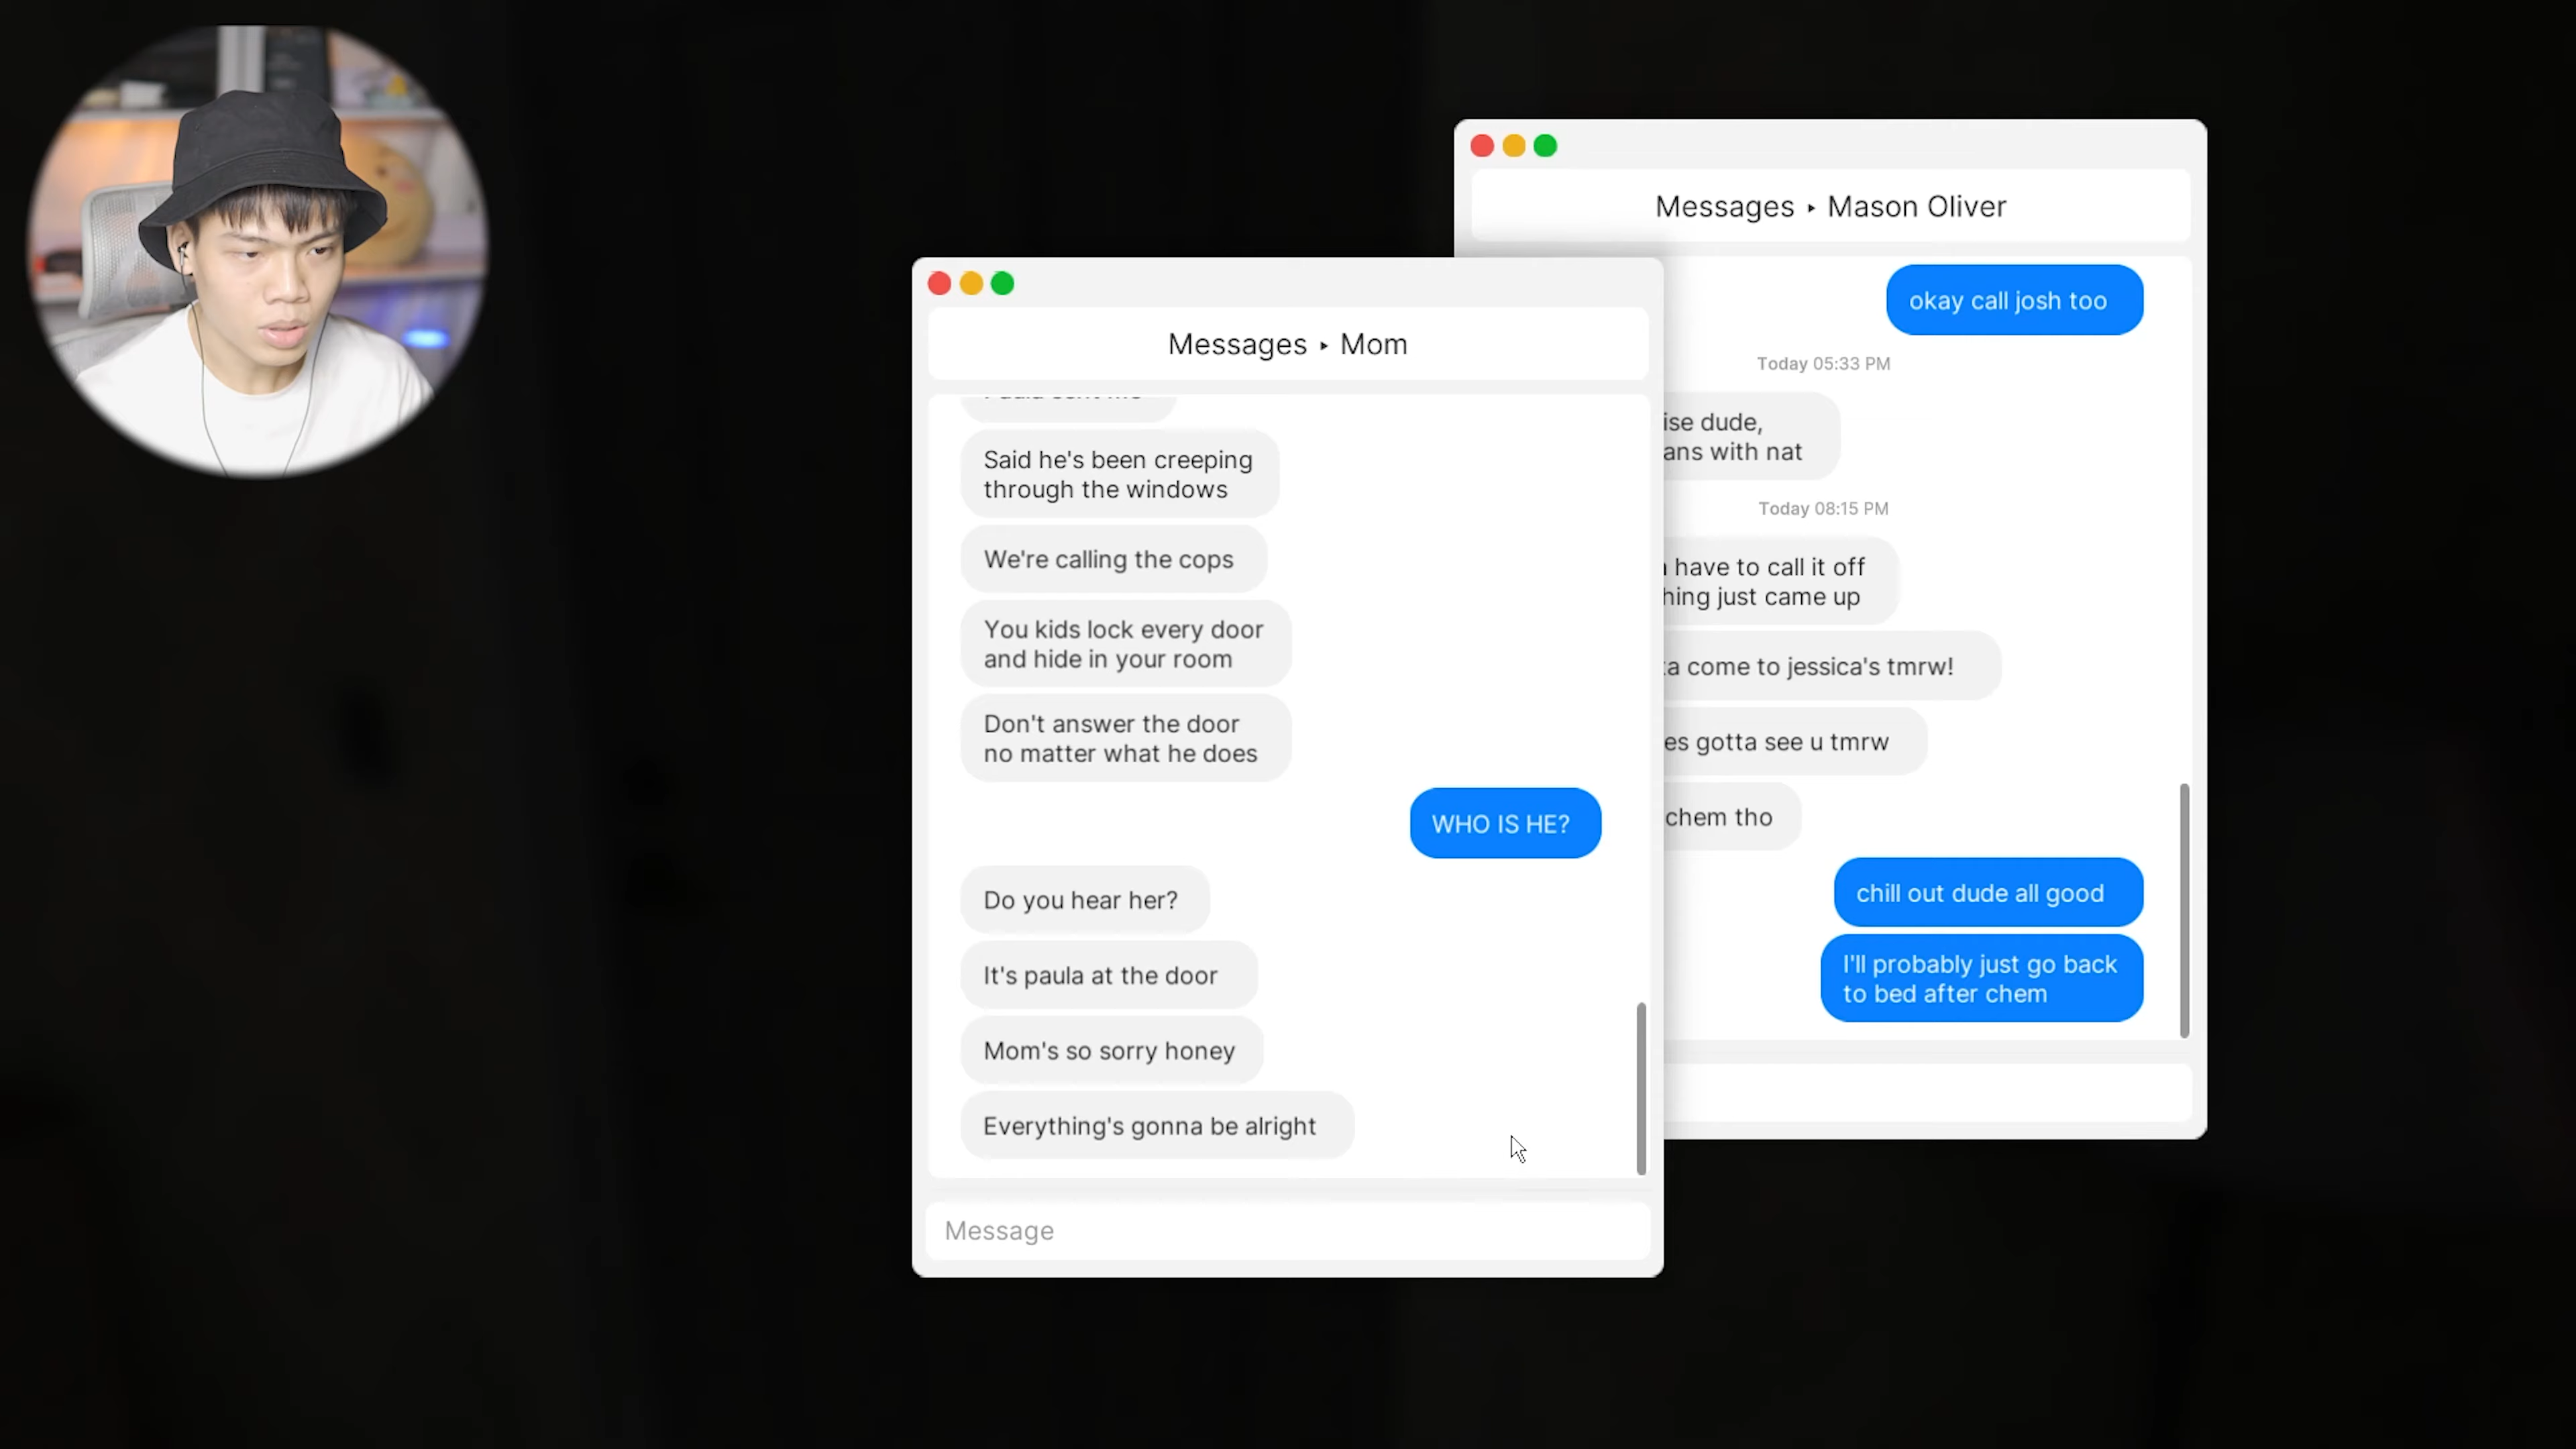 Messages ▸ Mom
Said he's been creeping
through the windows
We're calling the cops
You kids lock every door
and hide in your room
Don't answer the door
no matter what he does
WHO IS HE?
Do you hear her?
It's paula at the door
Mom's so sorry honey
Everything's gonna be alright
Message
Messages ▸ Mason Oliver
okay call josh too
Today 05:33 PM
ise dude,
ans with nat
Today 08:15 PM
have to call it off
hing just came up
a come to jessica's tmrw!
es gotta see u tmrw
chem tho
chill out dude all good
I'll probably just go back
to bed after chem